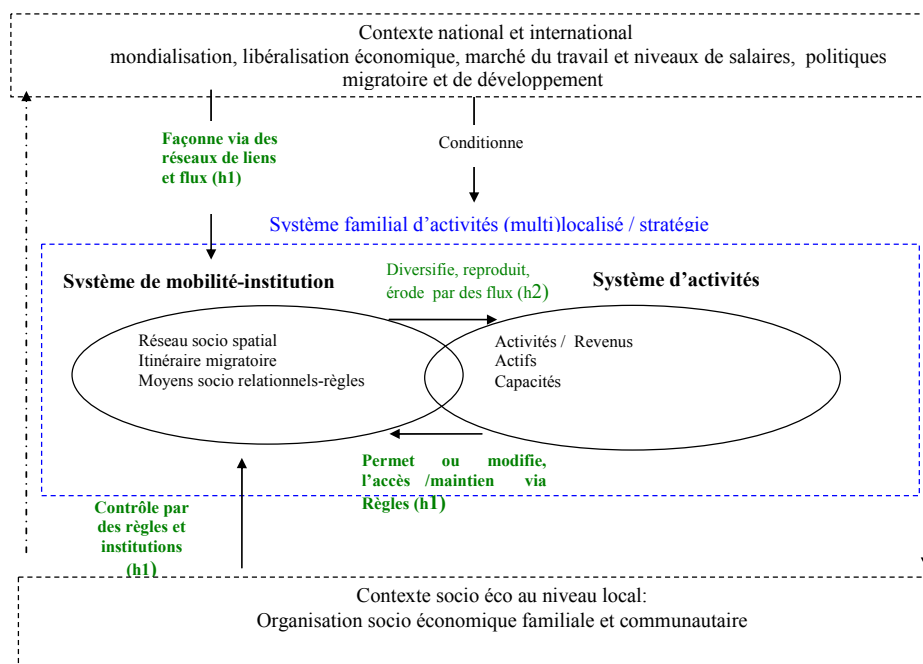 Contexte national et international
mondialisation, libéralisation économique, marché du travail et niveaux de salaires, politiques
migratoire et de développement
Façonne via des
réseaux de liens
et flux (h1)
Conditionne
Système familial d'activités (multi)localisé / stratégie
Système de mobilité-institution
Diversifie, reproduit,
érode par des flux (h2)
Système d'activités
Réseau socio spatial
Itinéraire migratoire
Moyens socio relationnels-règles
Activités / Revenus
Actifs
Capacités
Permet ou modifie,
l'accès /maintien via
Règles (h1)
Contrôle par
des règles et
institutions
(h1)
Contexte socio éco au niveau local:
Organisation socio économique familiale et communautaire